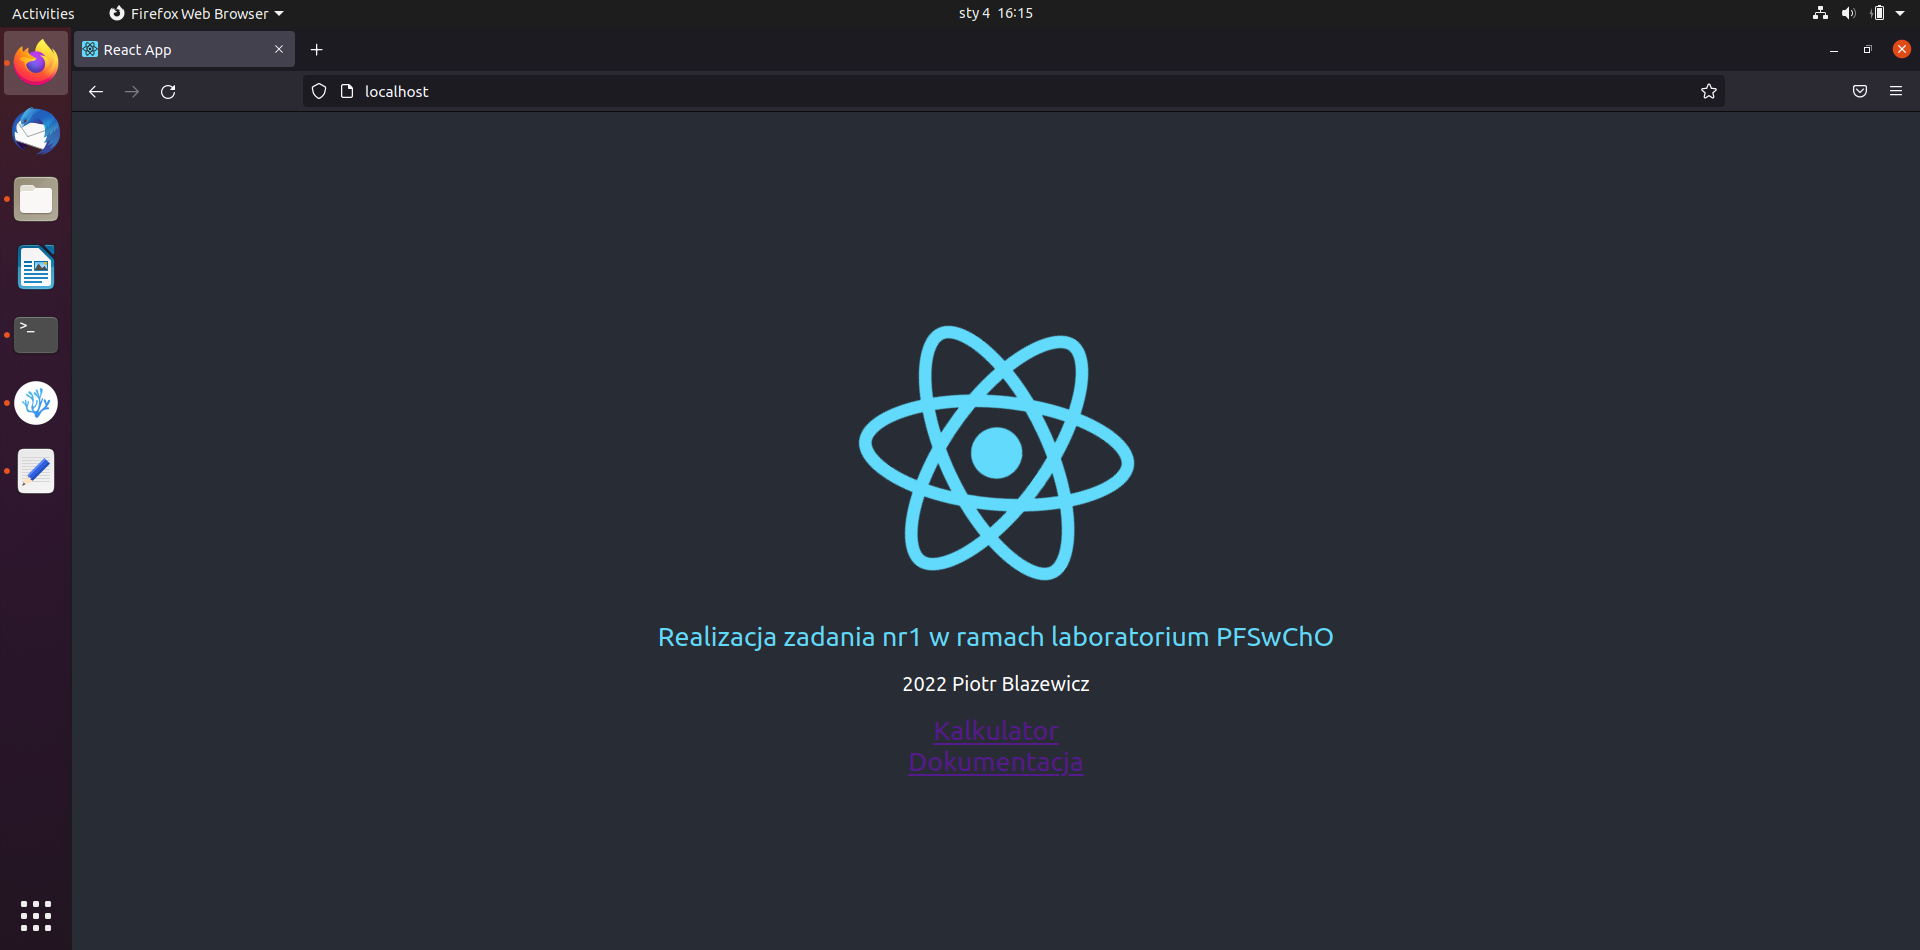 Activities
Firefox Web Browser
sty 4 16:15
React App
localhost
>_
Realizacja zadania nr1 w ramach laboratorium PFSwChO
2022 Piotr Blazewicz
Kalkulator
Dokumentacja